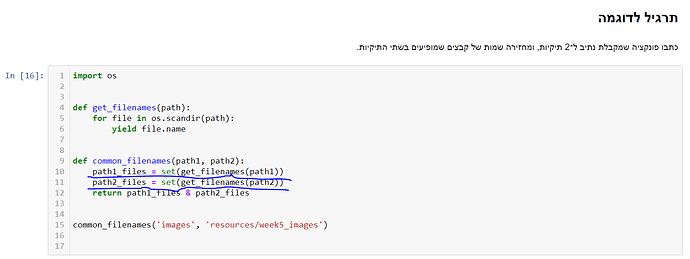 תרגיל לדוגמה
כתבו פונקציה שמקבלת נתיב ל־2 תיקיות, ומחזירה שמות של קבצים שמופיעים בשתי התיקיות.
In [16]:
1 import os
2
3
4 def get_filenames(path):
5     for file in os.scandir(path):
6         yield file.name
7
8
9 def common_filenames(path1, path2):
10     path1_files = set(get_filenames(path1))
11     path2_files = set(get_filenames(path2))
12     return path1_files & path2_files
13
14
15 common_filenames('images', 'resources/week5_images')
16
17